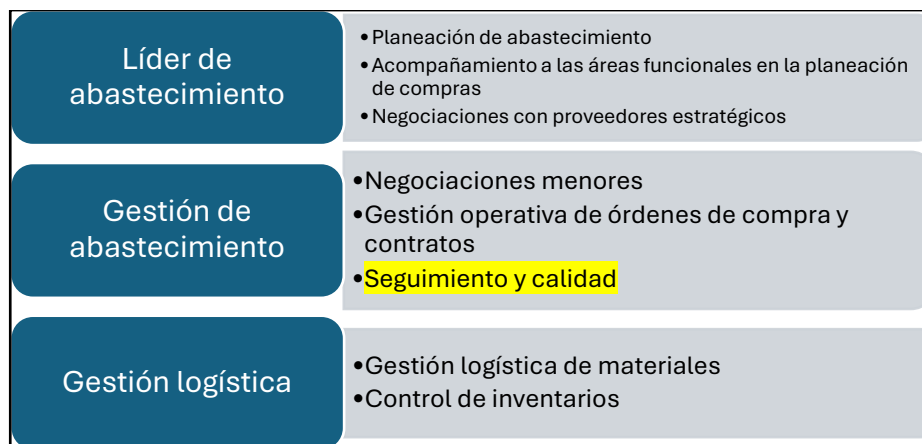 Líder de
abastecimiento
•Planeación de abastecimiento
•Acompañamiento a las áreas funcionales en la planeación
de compras
•Negociaciones con proveedores estratégicos
Gestión de
abastecimiento
•Negociaciones menores
•Gestión operativa de órdenes de compra y
contratos
•Seguimiento y calidad
Gestión logística
•Gestión logística de materiales
•Control de inventarios